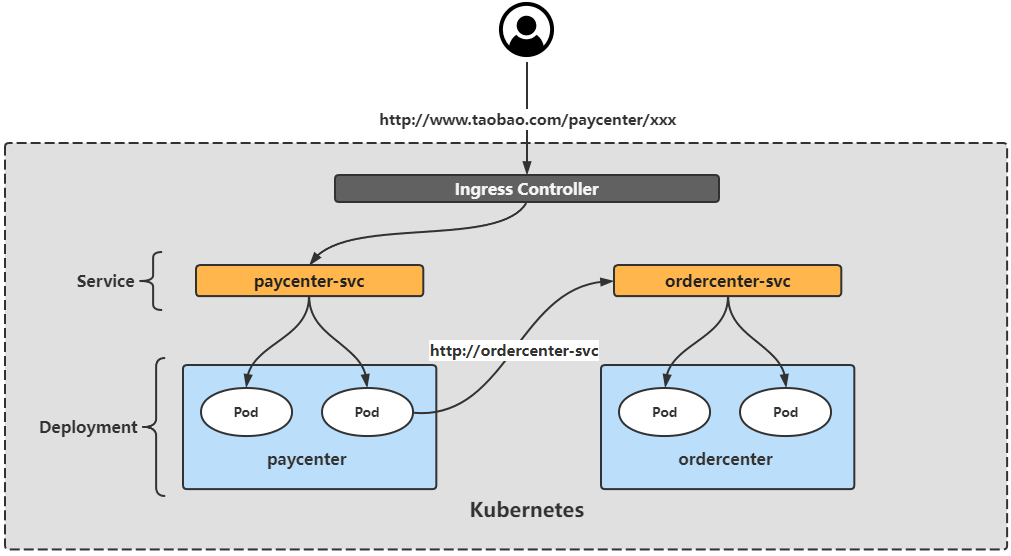 http://www.taobao.com/paycenter/xxx
Ingress Controller
Service
paycenter-svc
ordercenter-svc
http://ordercenter-svc
Deployment
Pod
Pod
Pod
Pod
paycenter
ordercenter
Kubernetes